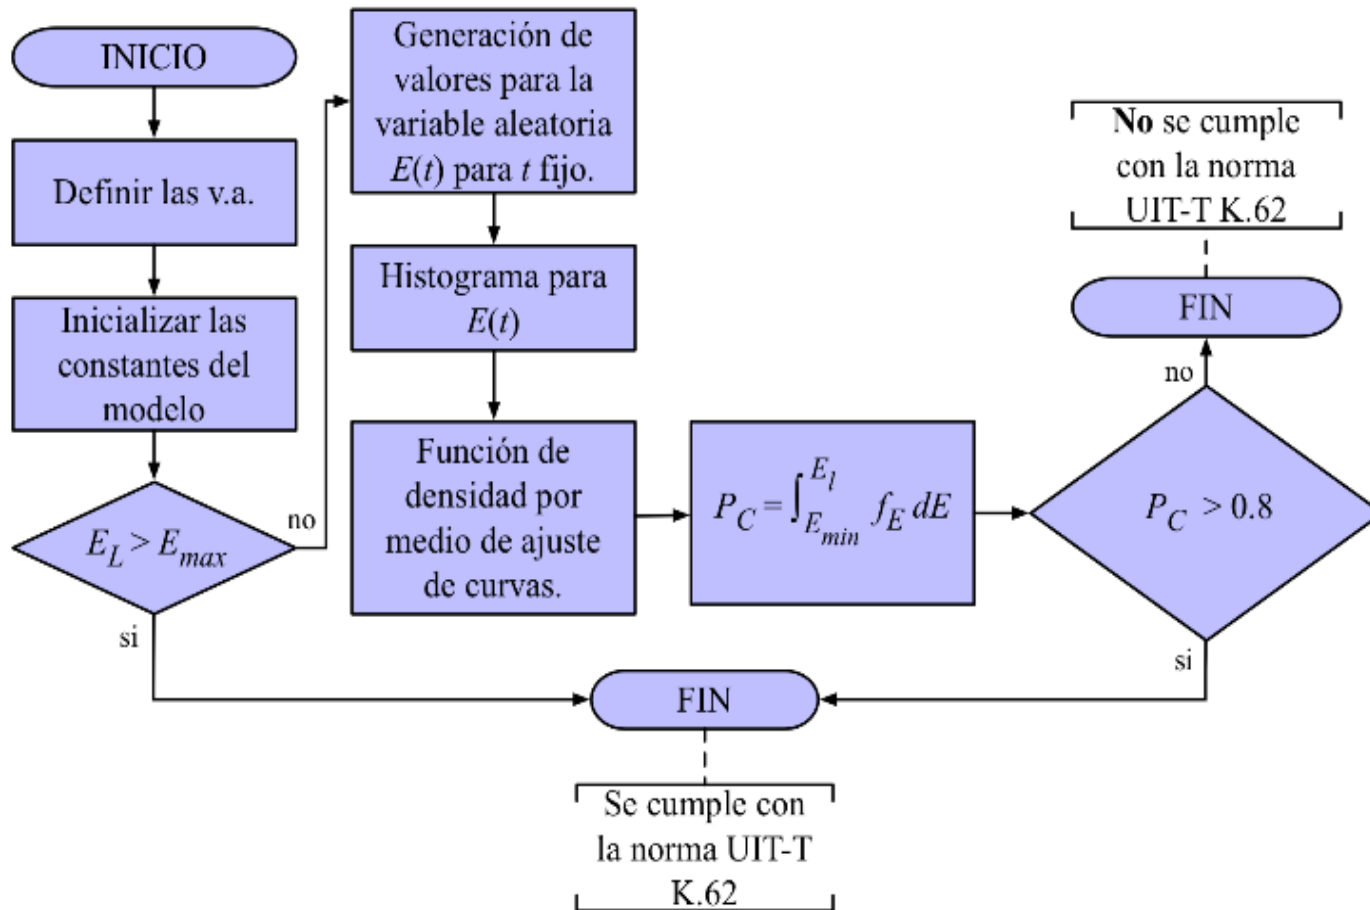 INICIO
Definir las v.a.
Inicializar las
constantes del
modelo
E_L > E_max
no
si
Generación de
valores para la
variable aleatoria
E(t) para t fijo.
Histograma para
E(t)
Función de
densidad por
medio de ajuste
de curvas.
P_C = ∫_{E_min}^{E_l} f_E dE
P_C > 0.8
no
si
FIN
No se cumple
con la norma
UIT-T K.62
FIN
Se cumple con
la norma UIT-T
K.62